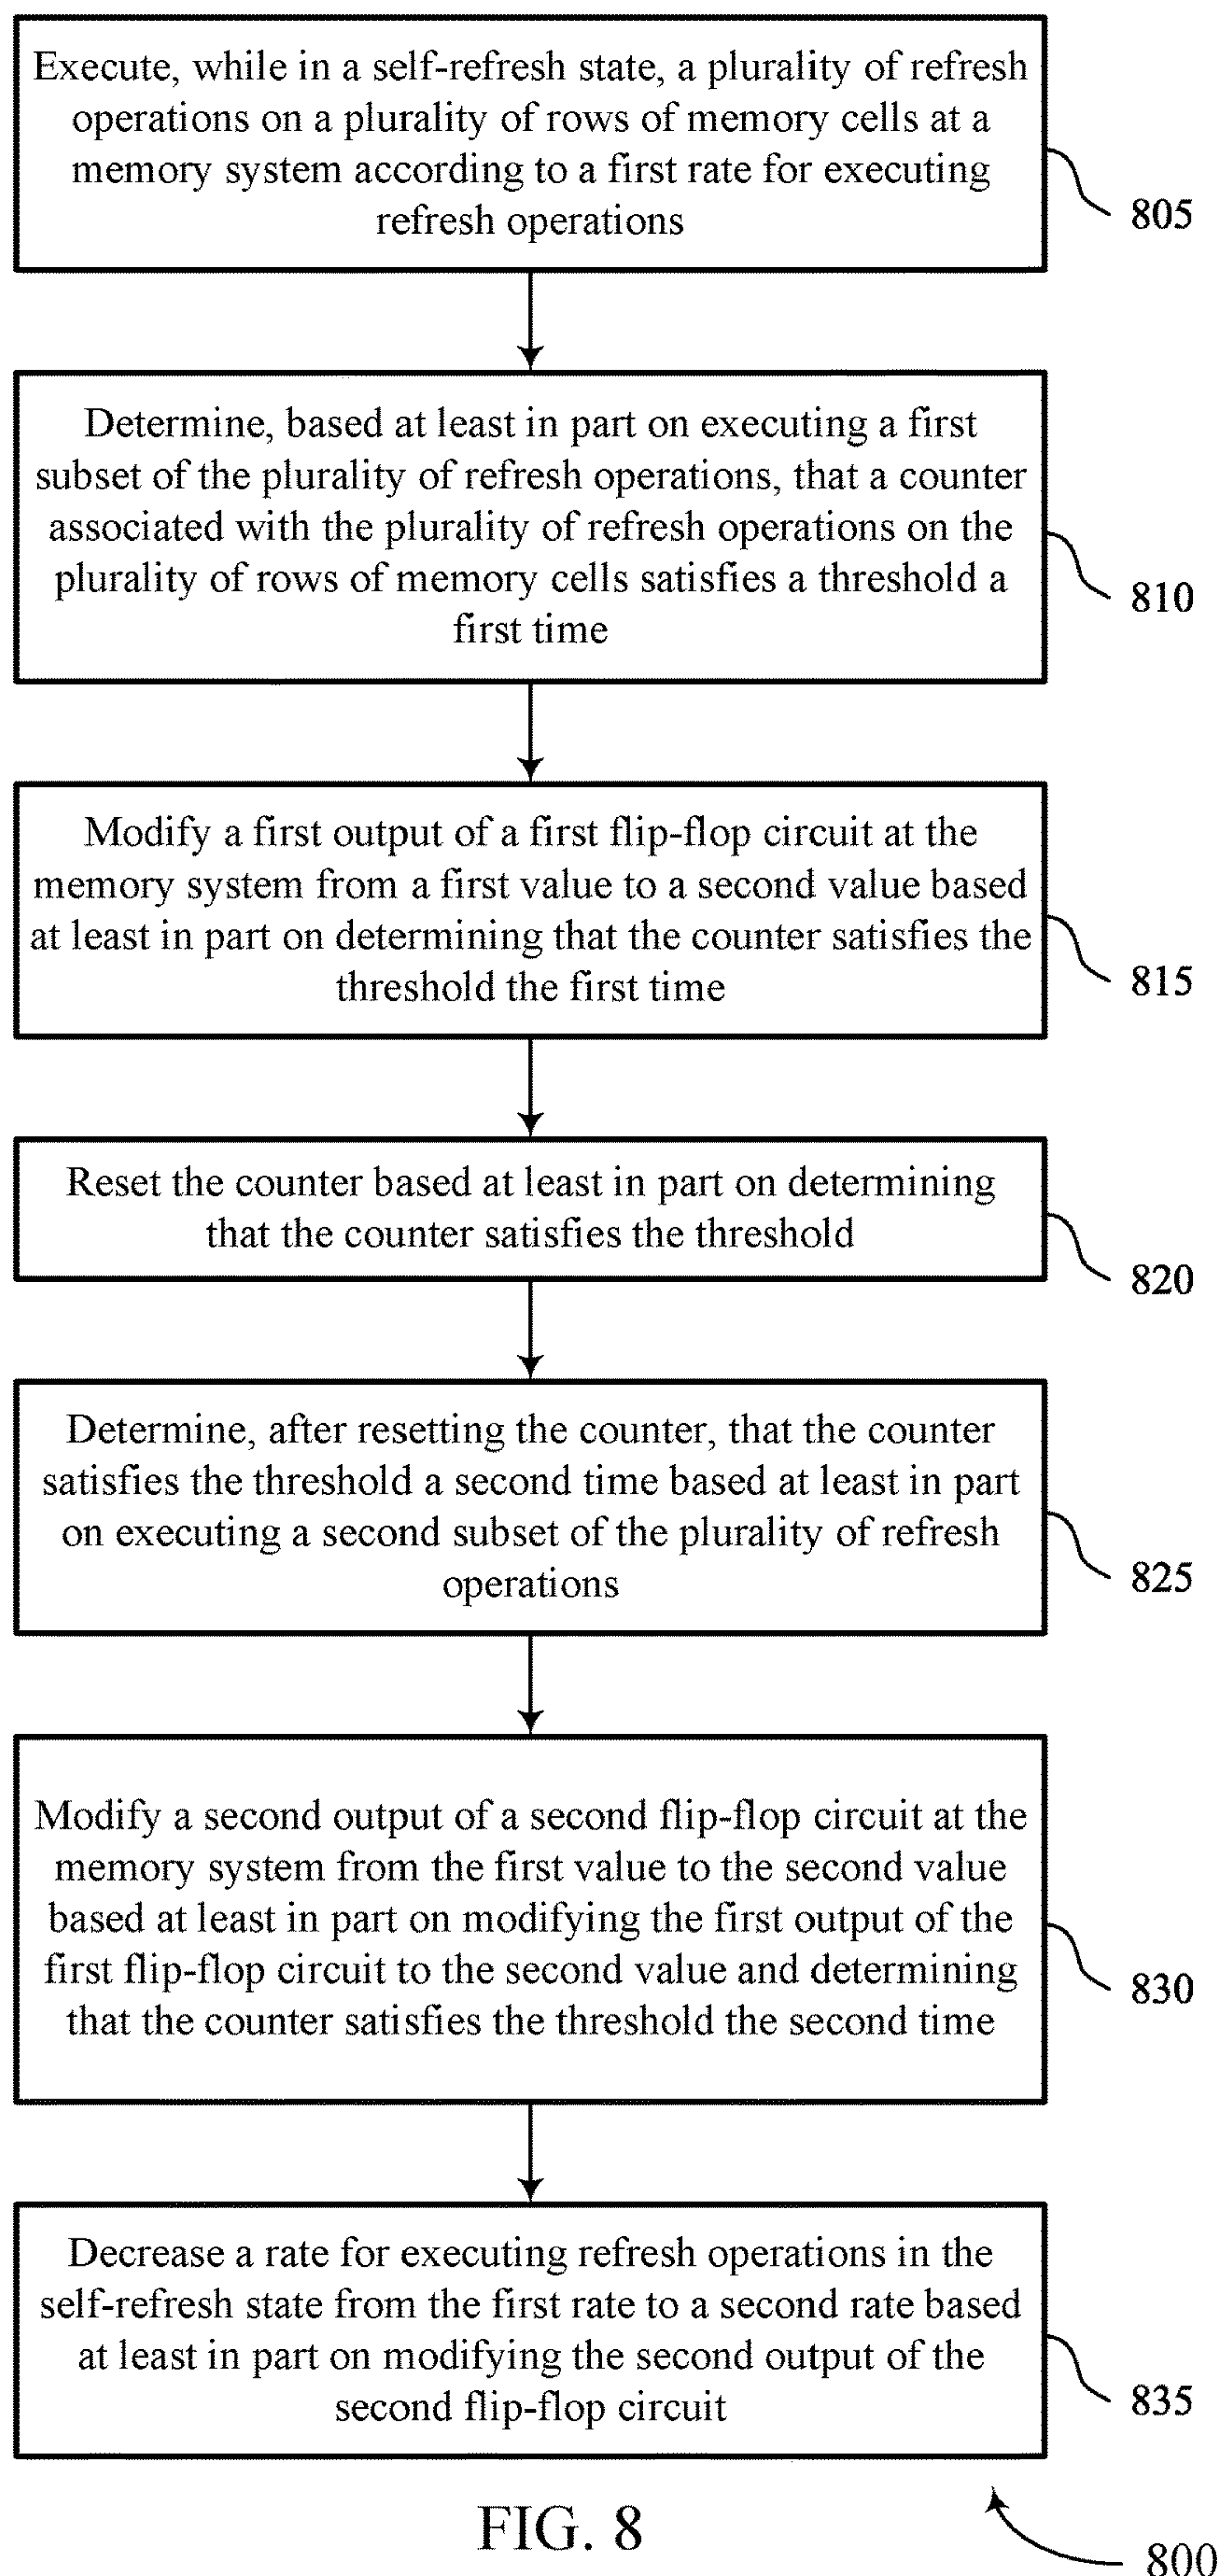 Execute, while in a self-refresh state, a plurality of refresh
operations on a plurality of rows of memory cells at a
memory system according to a first rate for executing
refresh operations
805
Determine, based at least in part on executing a first
subset of the plurality of refresh operations, that a counter
associated with the plurality of refresh operations on the
plurality of rows of memory cells satisfies a threshold a
first time
810
Modify a first output of a first flip-flop circuit at the
memory system from a first value to a second value based
at least in part on determining that the counter satisfies the
threshold the first time
815
Reset the counter based at least in part on determining
that the counter satisfies the threshold
820
Determine, after resetting the counter, that the counter
satisfies the threshold a second time based at least in part
on executing a second subset of the plurality of refresh
operations
825
Modify a second output of a second flip-flop circuit at the
memory system from the first value to the second value
based at least in part on modifying the first output of the
first flip-flop circuit to the second value and determining
that the counter satisfies the threshold the second time
830
Decrease a rate for executing refresh operations in the
self-refresh state from the first rate to a second rate based
at least in part on modifying the second output of the
second flip-flop circuit
835
FIG. 8
800